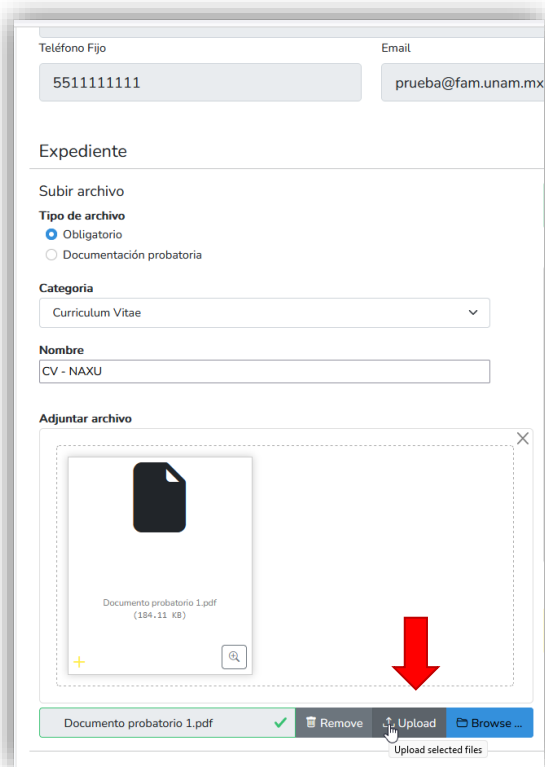 Teléfono Fijo
Email
5511111111
prueba@fam.unam.mx
Expediente
Subir archivo
Tipo de archivo
Obligatorio
Documentación probatoria
Categoria
Curriculum Vitae
Nombre
CV - NAXU
Adjuntar archivo
Documento probatorio 1.pdf
(184.11 KB)
Documento probatorio 1.pdf
Remove
Upload
Browse ...
Upload selected files